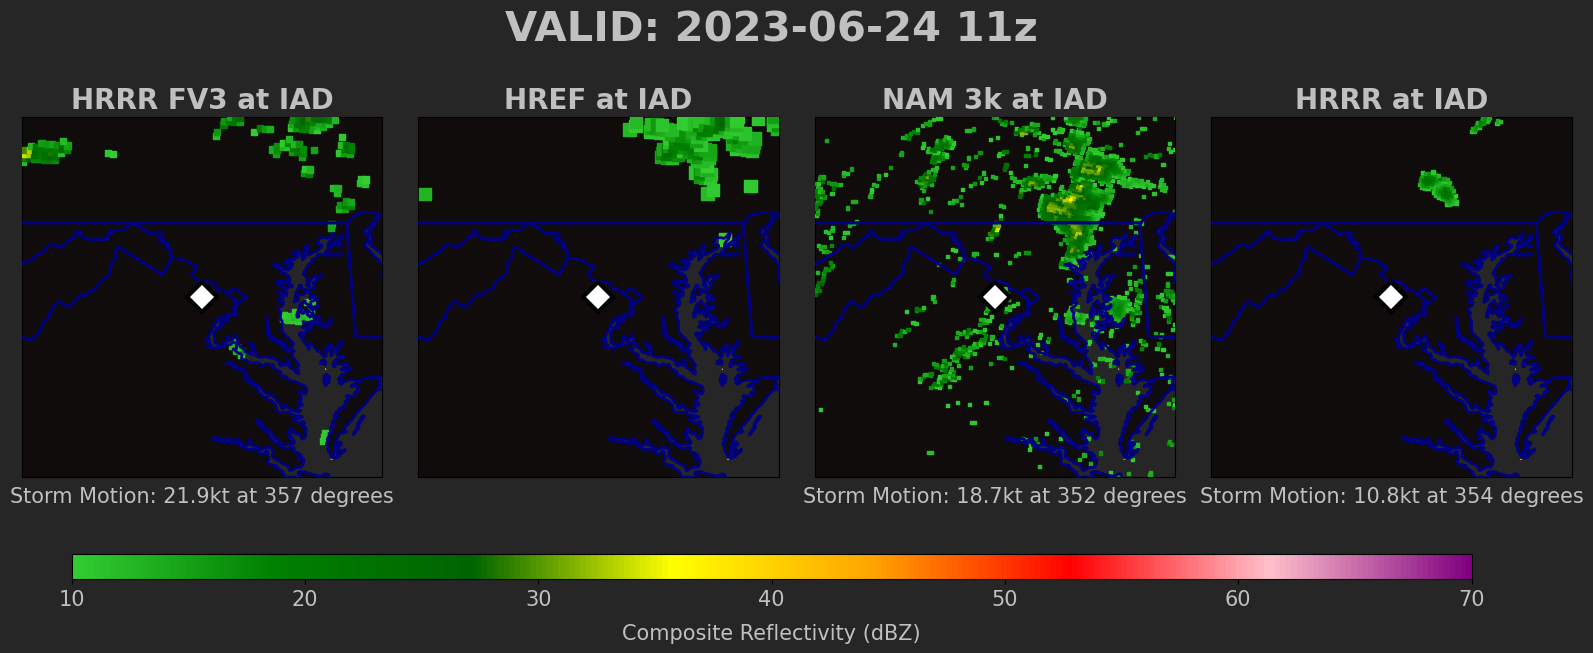 VALID: 2023-06-24 11z
HRRR FV3 at IAD
HREF at IAD
NAM 3k at IAD
HRRR at IAD
Storm Motion: 21.9kt at 357 degrees
Storm Motion: 18.7kt at 352 degrees
Storm Motion: 10.8kt at 354 degrees
10 20 30 40 50 60 70
Composite Reflectivity (dBZ)